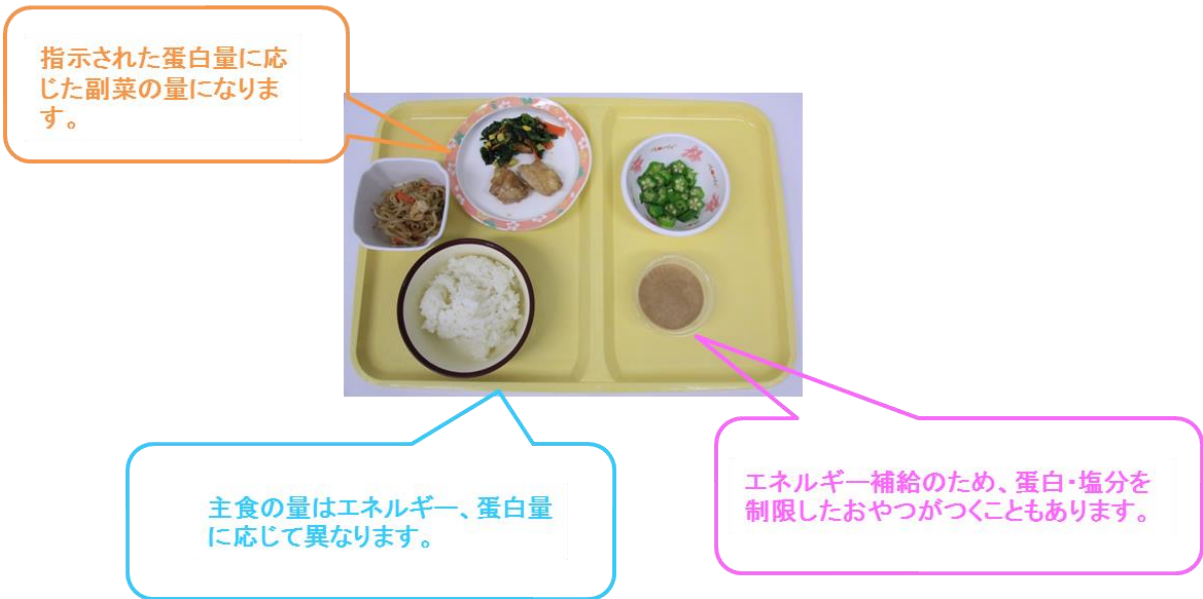 指示された蛋白量に応
じた副菜の量になりま
す。
主食の量はエネルギー、蛋白量
に応じて異なります。
エネルギー補給のため、蛋白・塩分を
制限したおやつがつくこともあります。